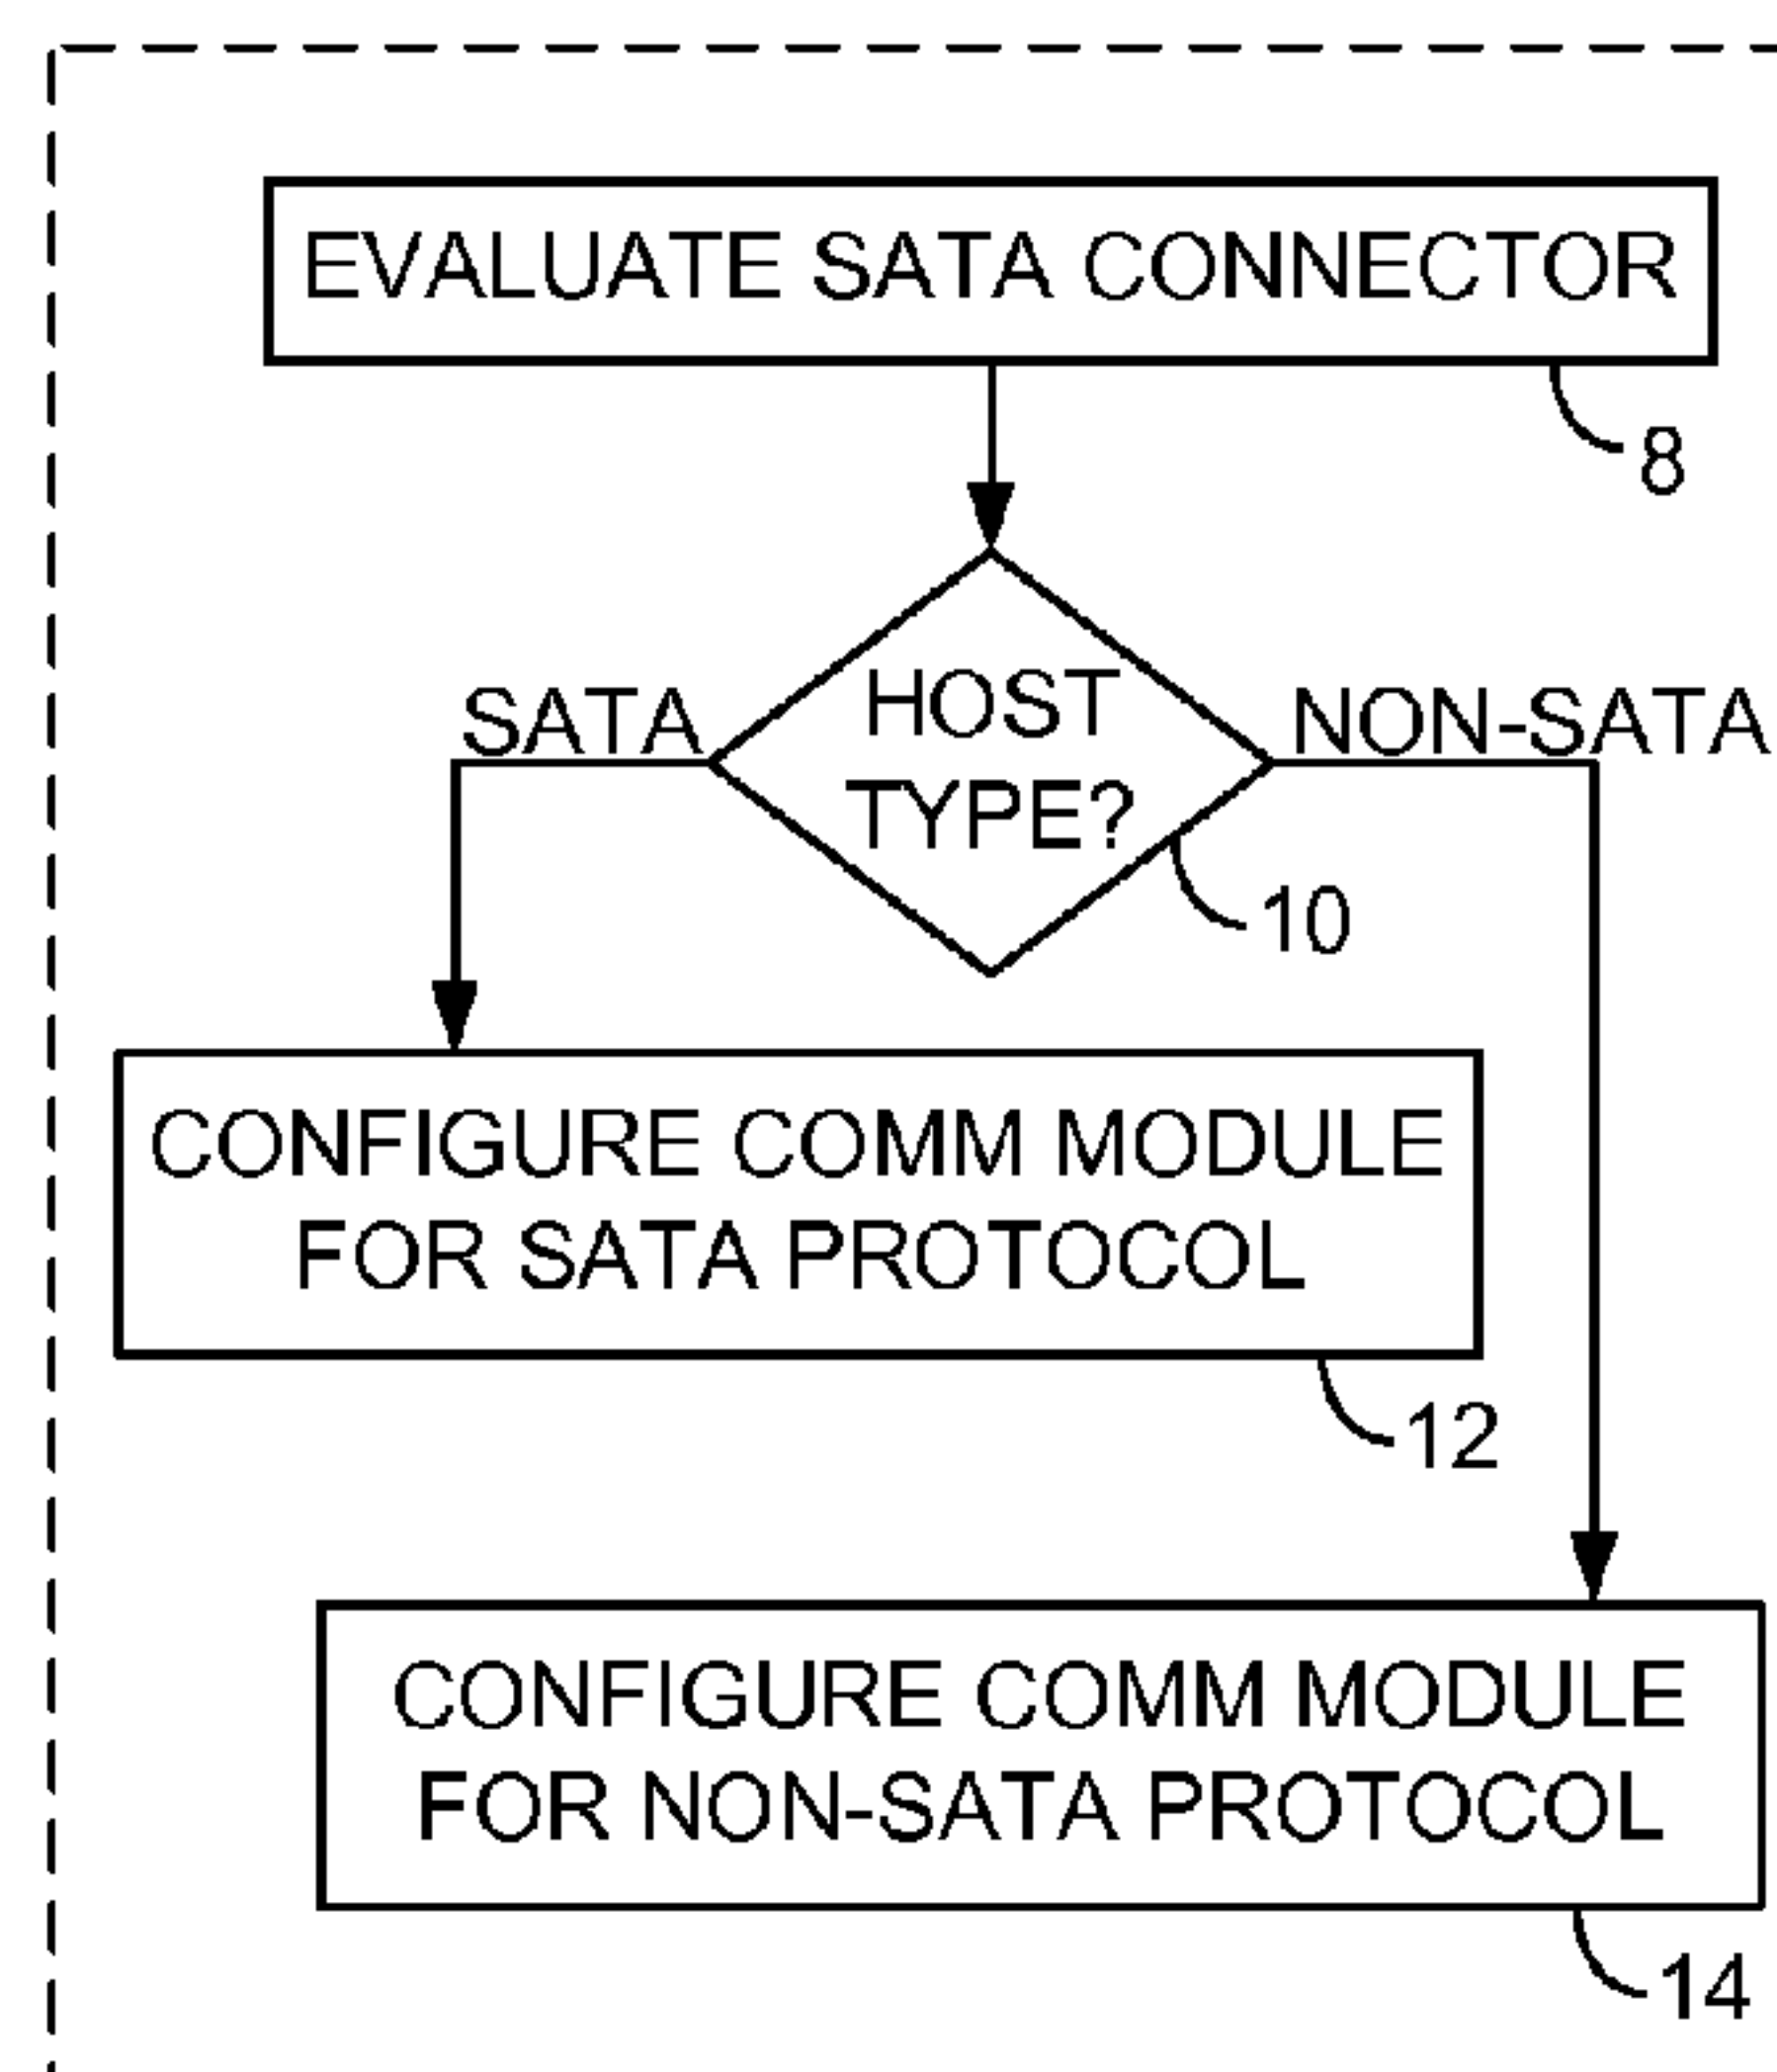 EVALUATE SATA CONNECTOR
8
HOST
TYPE?
SATA
NON-SATA
10
CONFIGURE COMM MODULE
FOR SATA PROTOCOL
12
CONFIGURE COMM MODULE
FOR NON-SATA PROTOCOL
14